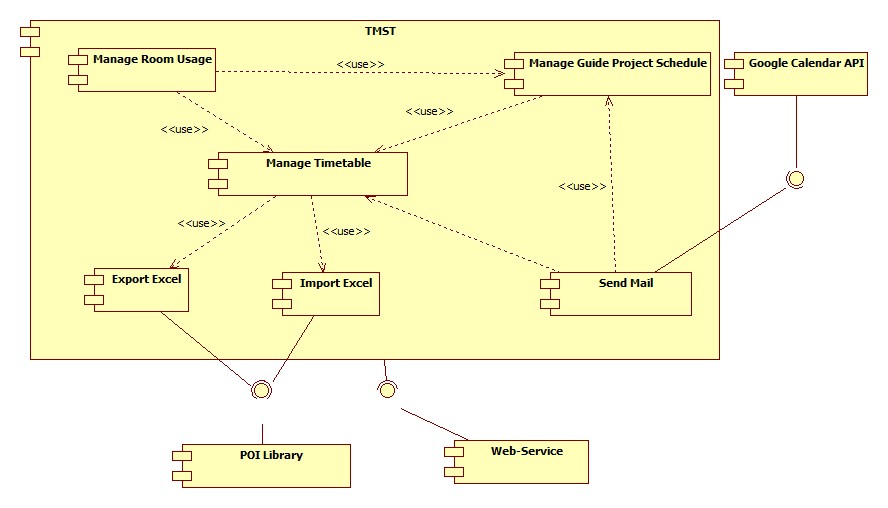 TMST
Manage Room Usage
<<use>>
Manage Guide Project Schedule
Google Calendar API
<<use>>
<<use>>
Manage Timetable
<<use>>
<<use>>
<<use>>
Export Excel
Import Excel
Send Mail
POI Library
Web-Service